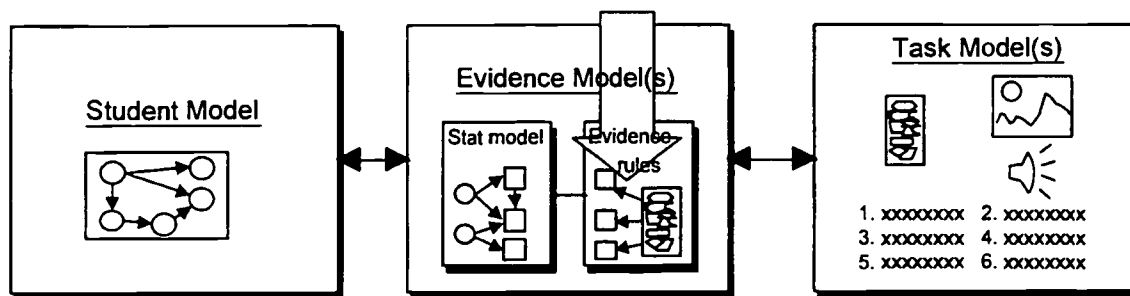 Student Model
Evidence Model(s)
Stat model
Evidence
rules
Task Model(s)
1. xxxxxxxx 2. xxxxxxxx
3. xxxxxxxx 4. xxxxxxxx
5. xxxxxxxx 6. xxxxxxxx